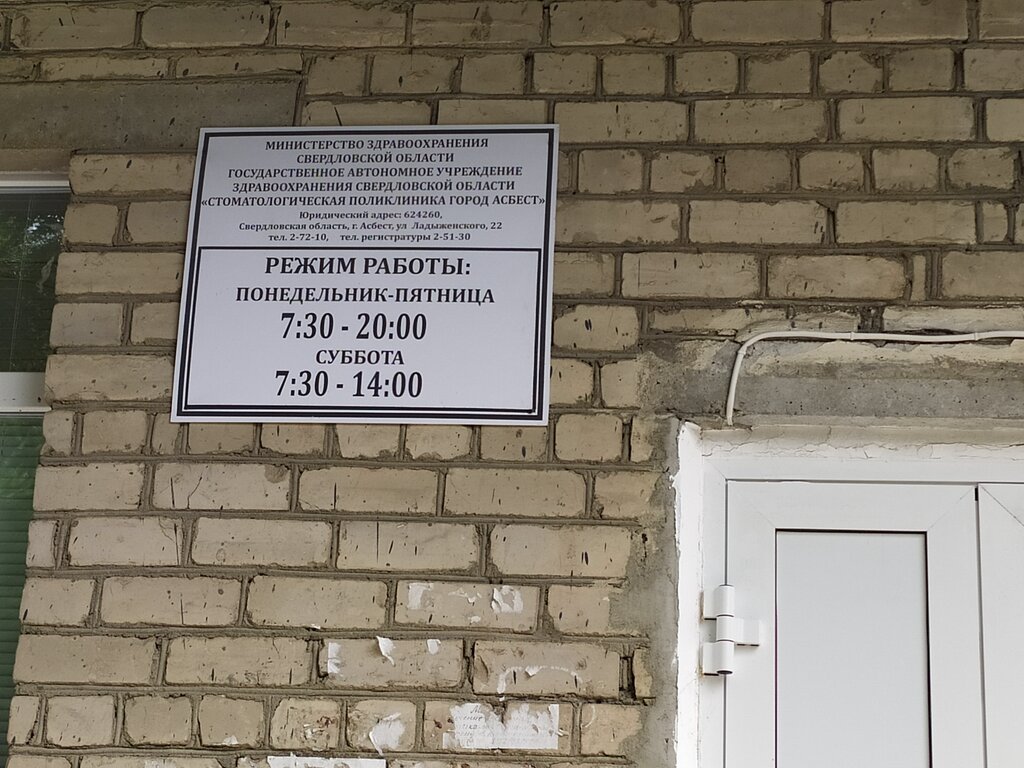 МИНИСТЕРСТВО ЗДРАВООХРАНЕНИЯ
СВЕРДЛОВСКОЙ ОБЛАСТИ
ГОСУДАРСТВЕННОЕ АВТОНОМНОЕ УЧРЕЖДЕНИЕ
ЗДРАВООХРАНЕНИЯ СВЕРДЛОВСКОЙ ОБЛАСТИ
«СТОМАТОЛОГИЧЕСКАЯ ПОЛИКЛИНИКА ГОРОД АСБЕСТ»
Юридический адрес: 624260,
Свердловская область, г. Асбест, ул Ладыженского, 22
тел. 2-72-10, тел. регистратуры 2-51-30
РЕЖИМ РАБОТЫ:
ПОНЕДЕЛЬНИК-ПЯТНИЦА
7:30 - 20:00
СУББОТА
7:30 - 14:00